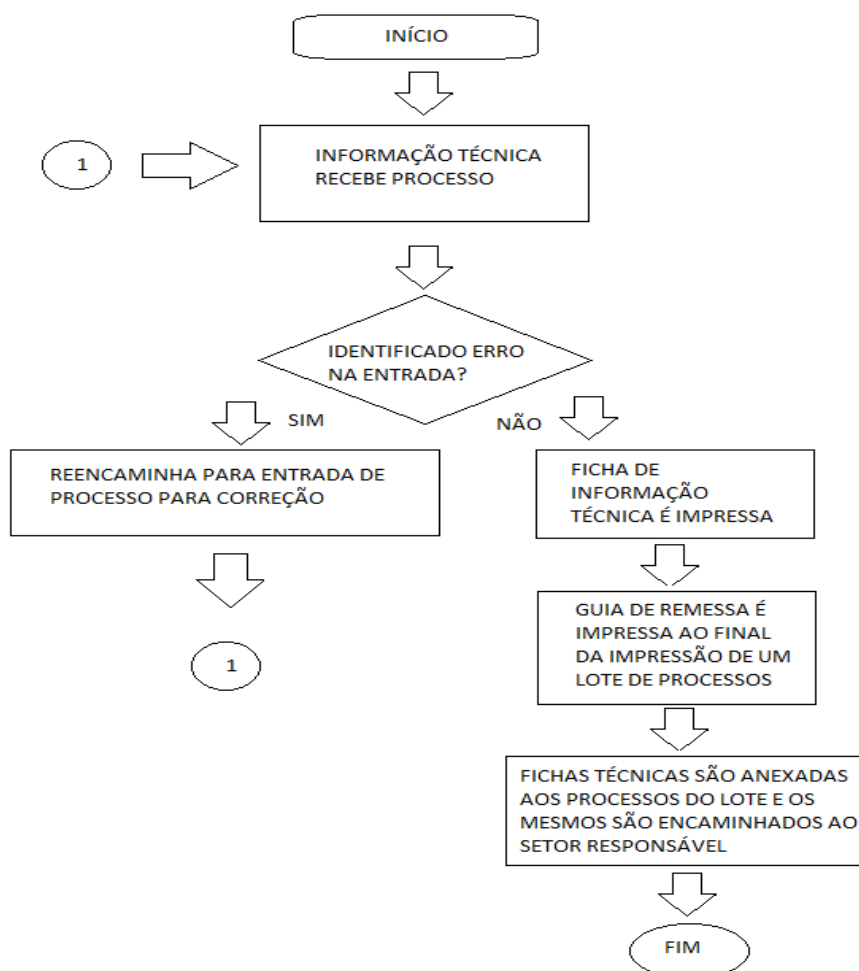 INÍCIO
1
INFORMAÇÃO TÉCNICA
RECEBE PROCESSO
IDENTIFICADO ERRO
NA ENTRADA?
SIM
NÃO
REENCAMINHA PARA ENTRADA DE
PROCESSO PARA CORREÇÃO
FICHA DE
INFORMAÇÃO
TÉCNICA É IMPRESSA
1
GUIA DE REMESSA É
IMPRESSA AO FINAL
DA IMPRESSÃO DE UM
LOTE DE PROCESSOS
FICHAS TÉCNICAS SÃO ANEXADAS
AOS PROCESSOS DO LOTE E OS
MESMOS SÃO ENCAMINHADOS AO
SETOR RESPONSÁVEL
FIM